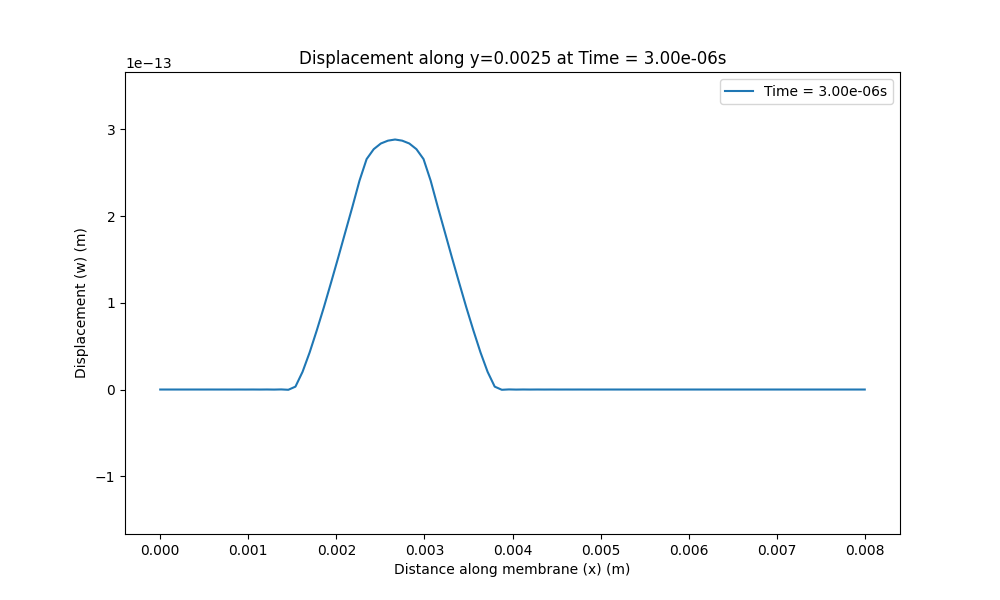 Displacement along y=0.0025 at Time = 3.00e-06s
1e−13
Time = 3.00e-06s
3
2
1
0
−1
Displacement (w) (m)
0.000 0.001 0.002 0.003 0.004 0.005 0.006 0.007 0.008
Distance along membrane (x) (m)